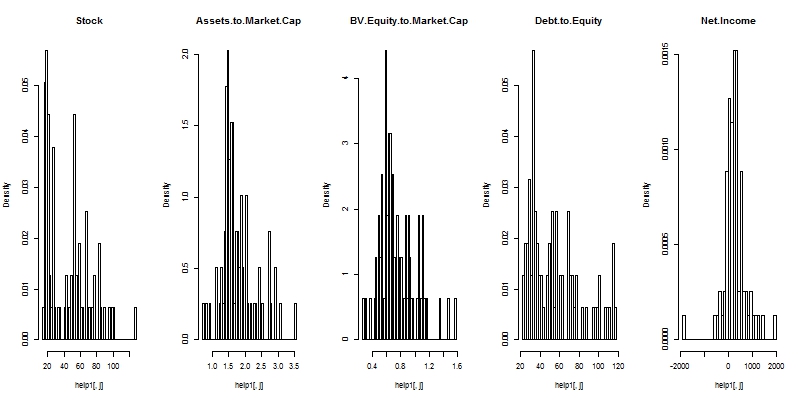 Stock
Density
0.00 0.01 0.02 0.03 0.04 0.05
20 40 60 80 100
help1[, j]
Assets.to.Market.Cap
Density
0.0 0.5 1.0 1.5 2.0
1.0 1.5 2.0 2.5 3.0 3.5
help1[, j]
BV.Equity.to.Market.Cap
Density
0 1 2 3 4
0.4 0.8 1.2 1.6
help1[, j]
Debt.to.Equity
Density
0.00 0.01 0.02 0.03 0.04 0.05
20 40 60 80 100 120
help1[, j]
Net.Income
Density
0.0000 0.0005 0.0010 0.0015
−2000 0 1000 2000
help1[, j]